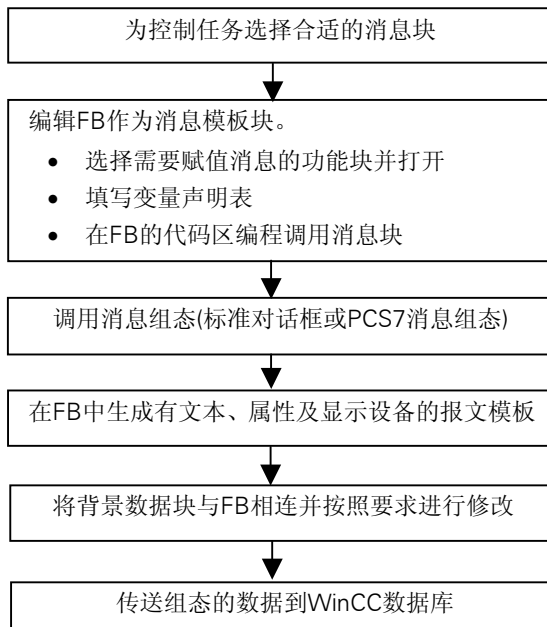 为控制任务选择合适的消息块
编辑FB作为消息模板块。
• 选择需要赋值消息的功能块并打开
• 填写变量声明表
• 在FB的代码区编程调用消息块
调用消息组态(标准对话框或PCS7消息组态)
在FB中生成有文本、属性及显示设备的报文模板
将背景数据块与FB相连并按照要求进行修改
传送组态的数据到WinCC数据库